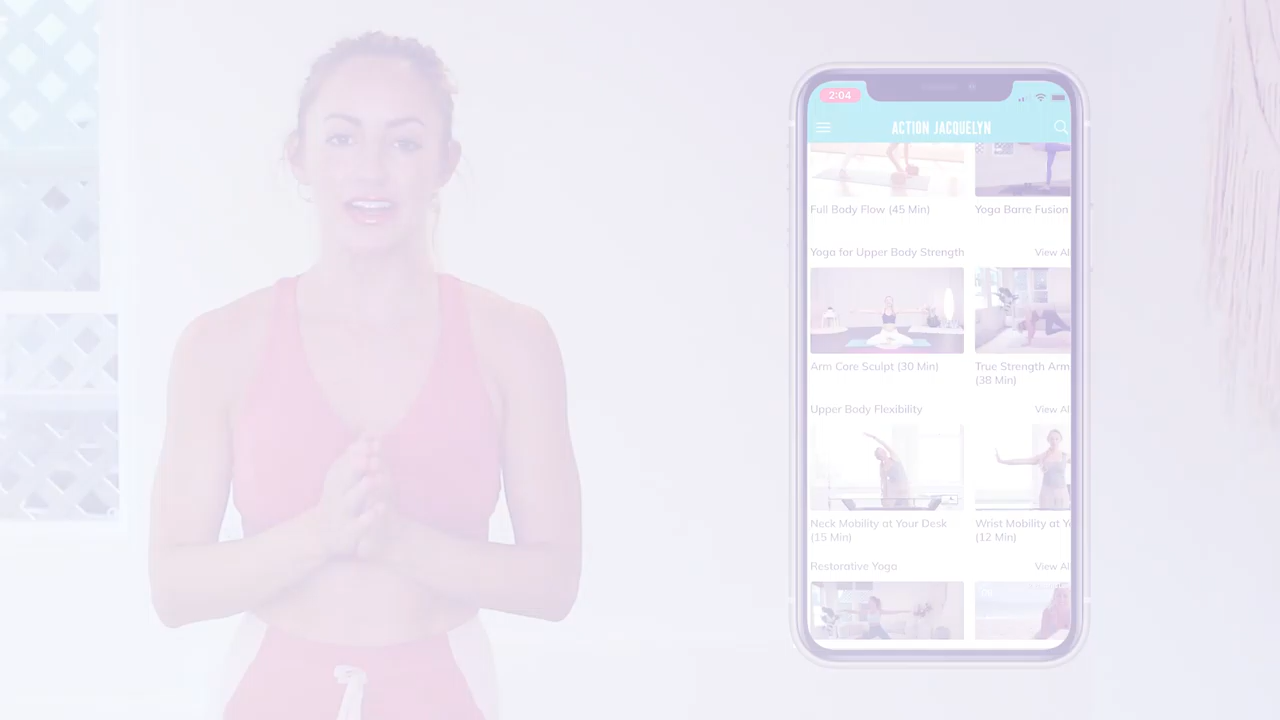 2:04
ACTION JACQUELYN
Full Body Flow (45 Min)
Yoga Barre Fusion
Yoga for Upper Body Strength
View Al
Arm Core Sculpt (30 Min)
True Strength Arm
(38 Min)
Upper Body Flexibility
View Al
Neck Mobility at Your Desk
(15 Min)
Wrist Mobility at Y
(12 Min)
Restorative Yoga
View Al